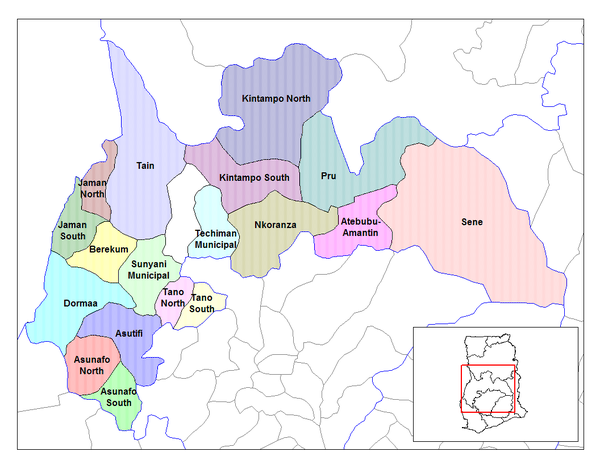 Kintampo North
Tain
Kintampo South
Pru
Jaman
North
Jaman
South
Techiman
Municipal
Nkoranza
Atebubu-
Amantin
Sene
Berekum
Sunyani
Municipal
Dormaa
Tano
North
Tano
South
Asutifi
Asunafo
North
Asunafo
South